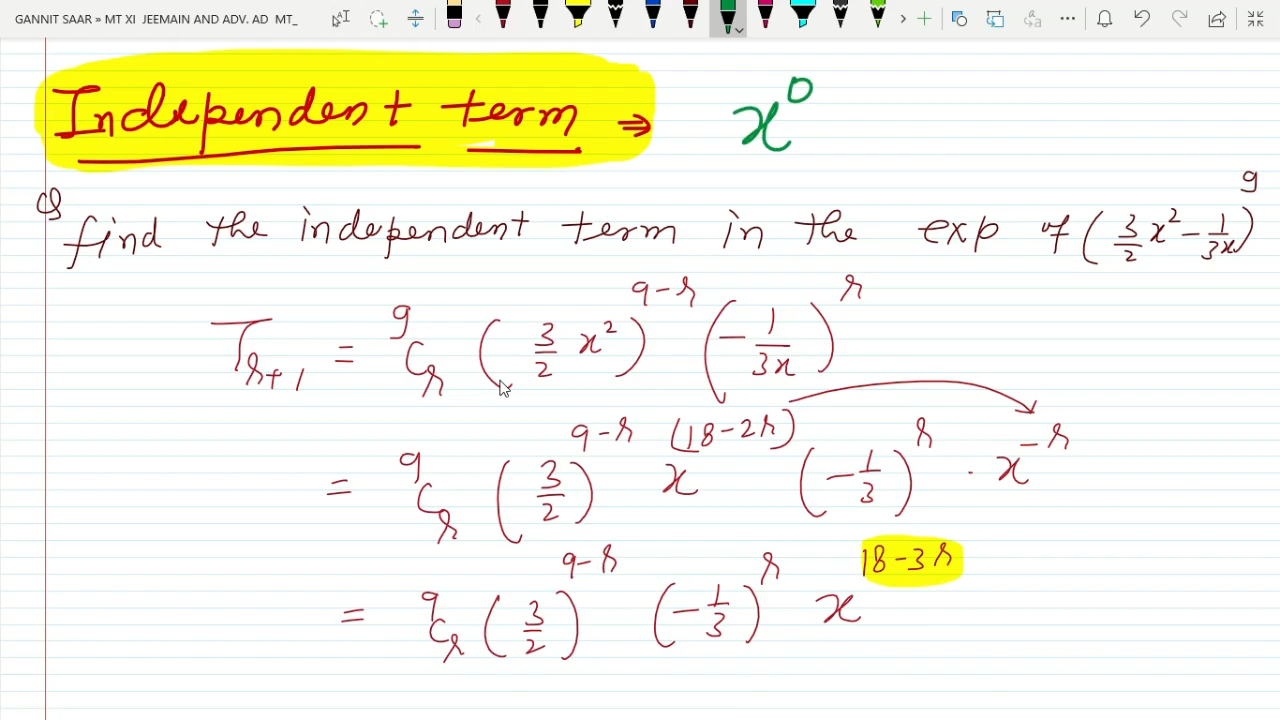 GANNIT SAAR » MT XI JEEMAIN AND ADV. AD MT_
Independent term ⇒ x⁰
Q find the independent term in the exp of (3/2 x² - 1/3x)⁹
T_{r+1} = ⁹C_r (3/2 x²)^{9-r} (-1/3x)^r
= ⁹C_r (3/2)^{9-r} x^{(18-2r)} (-1/3)^r · x^{-r}
= ⁹C_r (3/2)^{9-r} (-1/3)^r x^{18-3r}